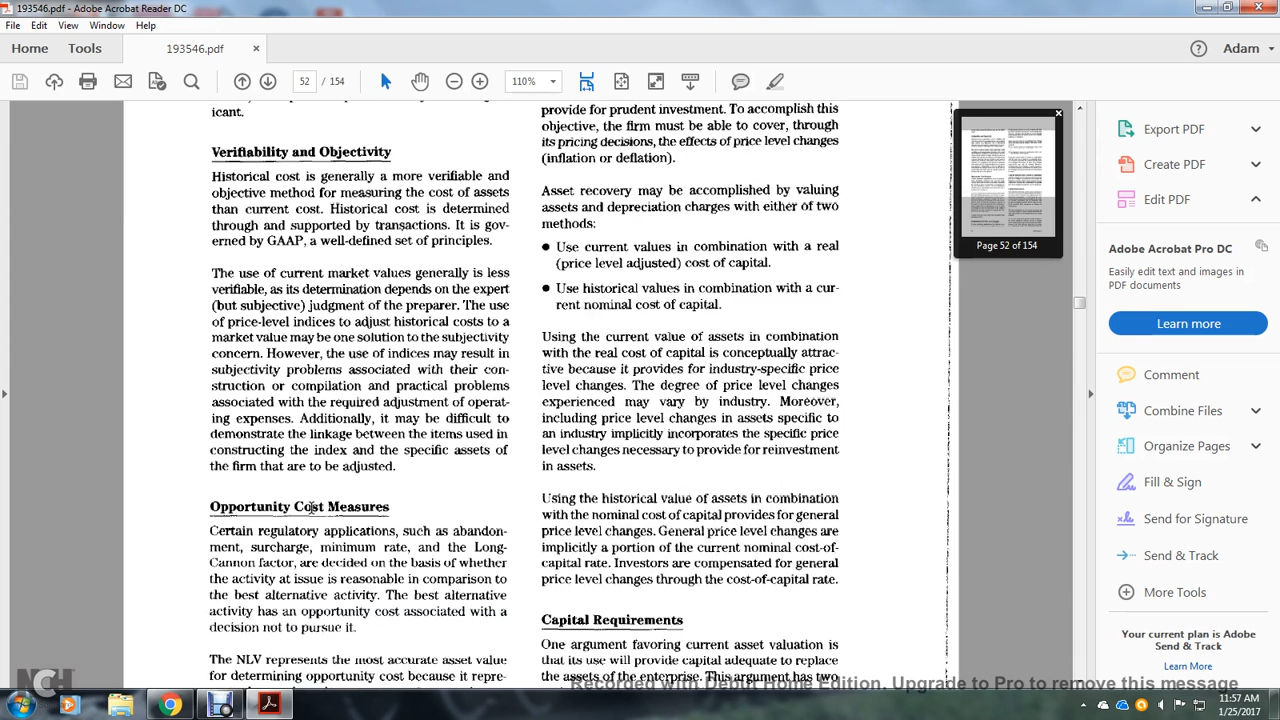 193546.pdf - Adobe Acrobat Reader DC
File Edit View Window Help
Home Tools 193546.pdf × ? Adam
52 / 154 110%
icant.
Verifiability and Objectivity
Historical cost is generally a more verifiable and
objective method for measuring the cost of assets
than current cost. Historical cost is determined
through and supported by transactions. It is gov-
erned by GAAP, a well-defined set of principles.
The use of current market values generally is less
verifiable, as its determination depends on the expert
(but subjective) judgment of the preparer. The use
of price-level indices to adjust historical costs to a
market value may be one solution to the subjectivity
concern. However, the use of indices may result in
subjectivity problems associated with their con-
struction or compilation and practical problems
associated with the required adjustment of operat-
ing expenses. Additionally, it may be difficult to
demonstrate the linkage between the items used in
constructing the index and the specific assets of
the firm that are to be adjusted.
Opportunity Cost Measures
Certain regulatory applications, such as abandon-
ment, surcharge, minimum rate, and the Long-
Cannon factor, are decided on the basis of whether
the activity at issue is reasonable in comparison to
the best alternative activity. The best alternative
activity has an opportunity cost associated with a
decision not to pursue it.
The NLV represents the most accurate asset value
for determining opportunity cost because it repre-
provide for prudent investment. To accomplish this
objective, the firm must be able to cover, through
its pricing decisions, the effects of price level changes
(inflation or deflation).
Asset recovery may be accomplished by valuing
assets and depreciation charges with either of two
methods:
● Use current values in combination with a real
(price level adjusted) cost of capital.
● Use historical values in combination with a cur-
rent nominal cost of capital.
Using the current value of assets in combination
with the real cost of capital is conceptually attrac-
tive because it provides for industry-specific price
level changes. The degree of price level changes
experienced may vary by industry. Moreover,
including price level changes in assets specific to
an industry implicitly incorporates the specific price
level changes necessary to provide for reinvestment
in assets.
Using the historical value of assets in combination
with the nominal cost of capital provides for general
price level changes. General price level changes are
implicitly a portion of the current nominal cost-of-
capital rate. Investors are compensated for general
price level changes through the cost-of-capital rate.
Capital Requirements
One argument favoring current asset valuation is
that its use will provide capital adequate to replace
the assets of the enterprise. This argument has two
Page 52 of 154
Export PDF
Create PDF
Edit PDF
Adobe Acrobat Pro DC
Easily edit text and images in
PDF documents
Learn more
Comment
Combine Files
Organize Pages
Fill & Sign
Send for Signature
Send & Track
More Tools
Your current plan is Adobe
Send & Track
Learn More
NCH
Recorded with Debut Home Edition, Upgrade to Pro to remove this message
11:57 AM
1/25/2017